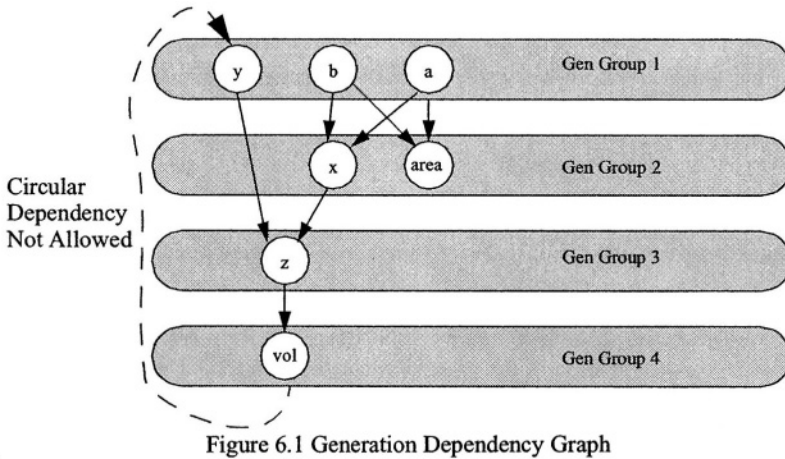 y b a Gen Group 1
x area Gen Group 2
Circular
Dependency
Not Allowed
z Gen Group 3
vol Gen Group 4
Figure 6.1 Generation Dependency Graph